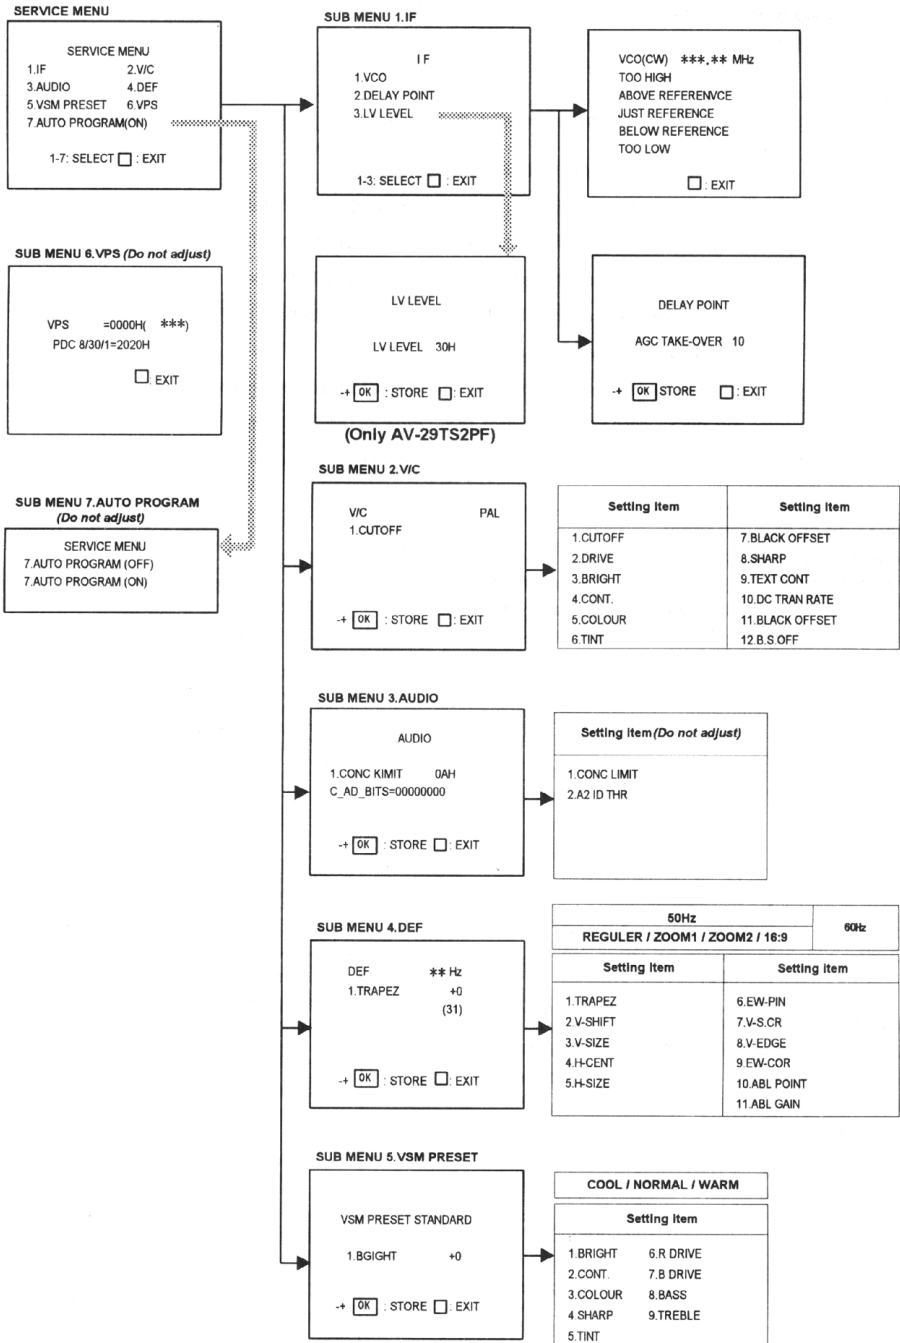 SERVICE MENU
SERVICE MENU
1.IF 2.V/C
3.AUDIO 4.DEF
5.VSM PRESET 6.VPS
7.AUTO PROGRAM(ON)
1-7: SELECT □ : EXIT
SUB MENU 1.IF
I F
1.VCO
2.DELAY POINT
3.LV LEVEL
1-3: SELECT □ : EXIT
VCO(CW) ***.** MHz
TOO HIGH
ABOVE REFERENVCE
JUST REFERENCE
BELOW REFERENCE
TOO LOW
□ : EXIT
SUB MENU 6.VPS (Do not adjust)
VPS =0000H( ***)
PDC 8/30/1=2020H
□: EXIT
LV LEVEL
LV LEVEL 30H
-+ OK : STORE □: EXIT
(Only AV-29TS2PF)
DELAY POINT
AGC TAKE-OVER 10
-+ OK STORE □: EXIT
SUB MENU 7.AUTO PROGRAM
(Do not adjust)
SERVICE MENU
7.AUTO PROGRAM (OFF)
7.AUTO PROGRAM (ON)
SUB MENU 2.V/C
V/C PAL
1.CUTOFF
-+ OK : STORE □: EXIT
Setting Item Setting Item
1.CUTOFF 7.BLACK OFFSET
2.DRIVE 8.SHARP
3.BRIGHT 9.TEXT CONT
4.CONT. 10.DC TRAN RATE
5.COLOUR 11.BLACK OFFSET
6.TINT 12.B.S.OFF
SUB MENU 3.AUDIO
AUDIO
1.CONC KIMIT 0AH
C_AD_BITS=00000000
-+ OK : STORE □: EXIT
Setting Item(Do not adjust)
1.CONC LIMIT
2.A2 ID THR
SUB MENU 4.DEF
DEF ** Hz
1.TRAPEZ +0
(31)
-+ OK : STORE □: EXIT
50Hz 60Hz
REGULER / ZOOM1 / ZOOM2 / 16:9
Setting Item Setting Item
1.TRAPEZ 6.EW-PIN
2.V-SHIFT 7.V-S.CR
3.V-SIZE 8.V-EDGE
4.H-CENT 9.EW-COR
5.H-SIZE 10.ABL POINT
11.ABL GAIN
SUB MENU 5.VSM PRESET
VSM PRESET STANDARD
1.BGIGHT +0
-+ OK : STORE □: EXIT
COOL / NORMAL / WARM
Setting Item
1.BRIGHT 6.R DRIVE
2.CONT. 7.B DRIVE
3.COLOUR 8.BASS
4.SHARP 9.TREBLE
5.TINT